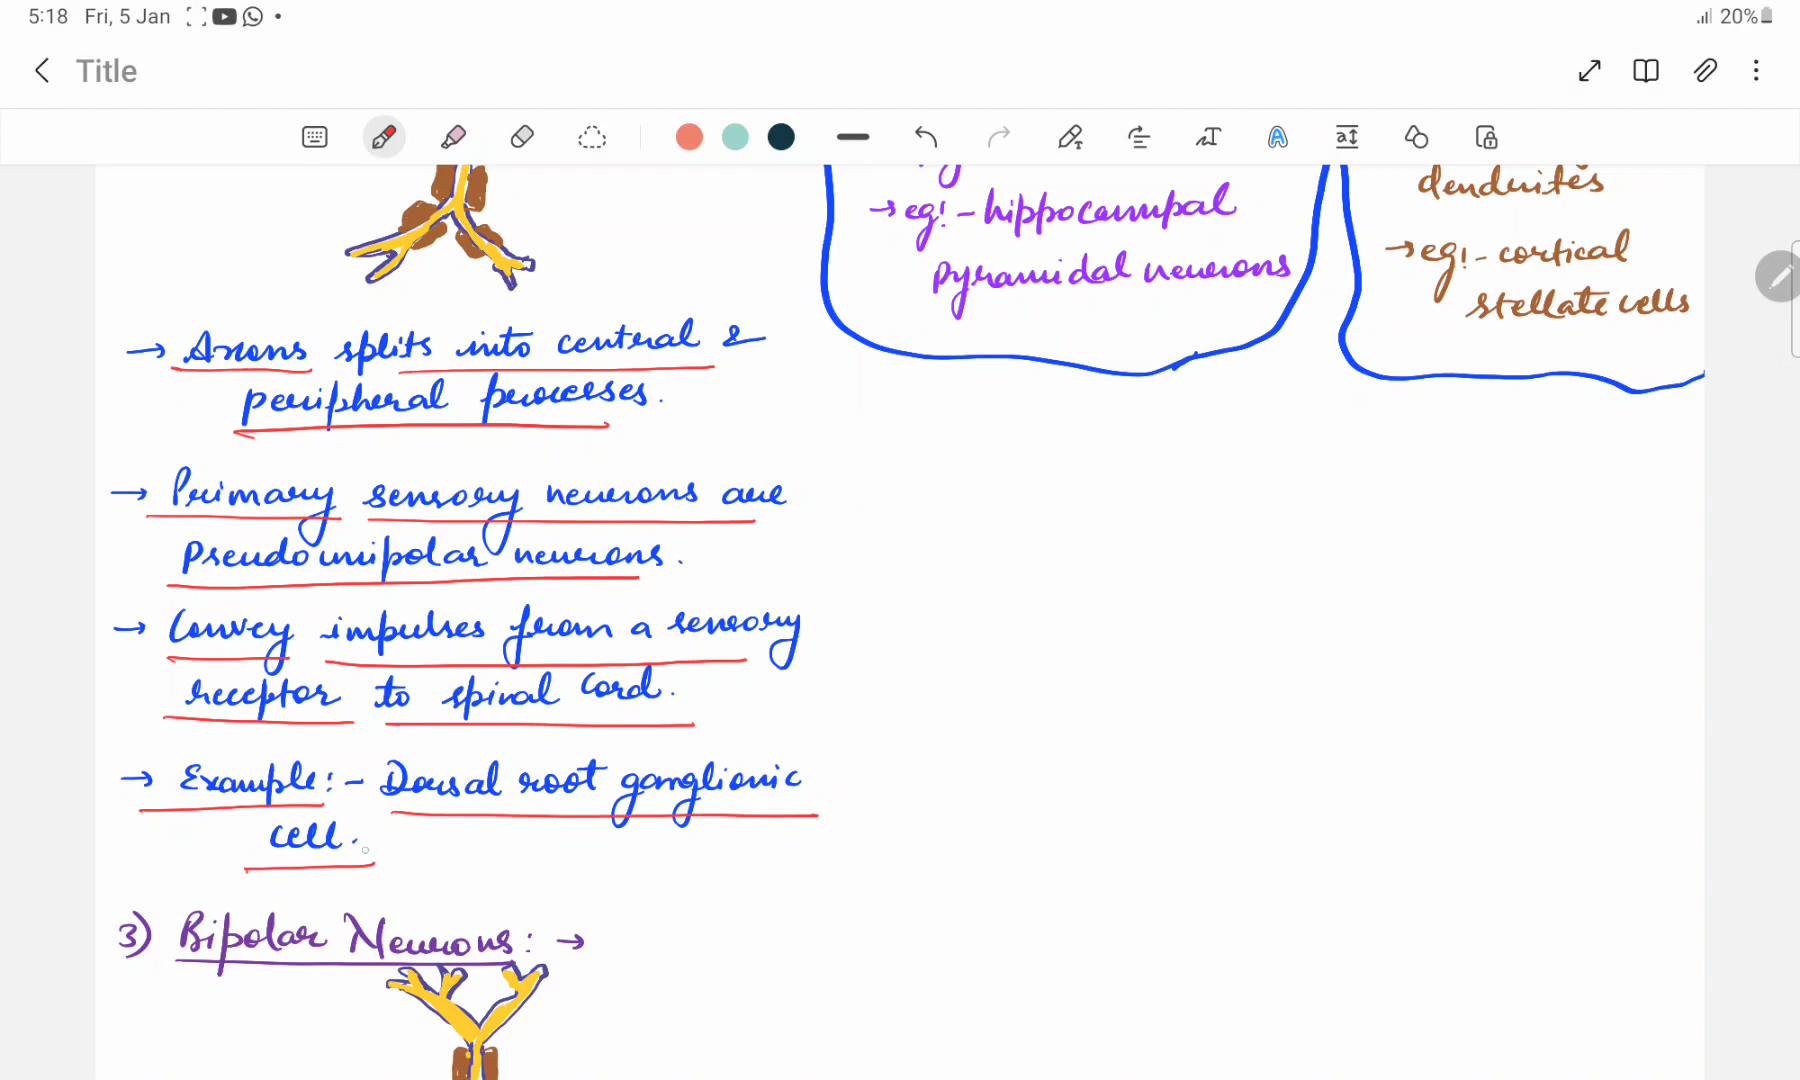 5:18 Fri, 5 Jan
20%
Title
→ Axons splits into central &
peripheral processes.
→ Primary sensory neurons are
Pseudounipolar neurons.
→ Convey impulses from a sensory
receptor to spinal cord.
→ Example:- Dorsal root ganglionic
cell.
3) Bipolar Neurons: →
→ eg:- hippocampal
pyramidal neurons
dendrites
→ eg:- cortical
stellate cells